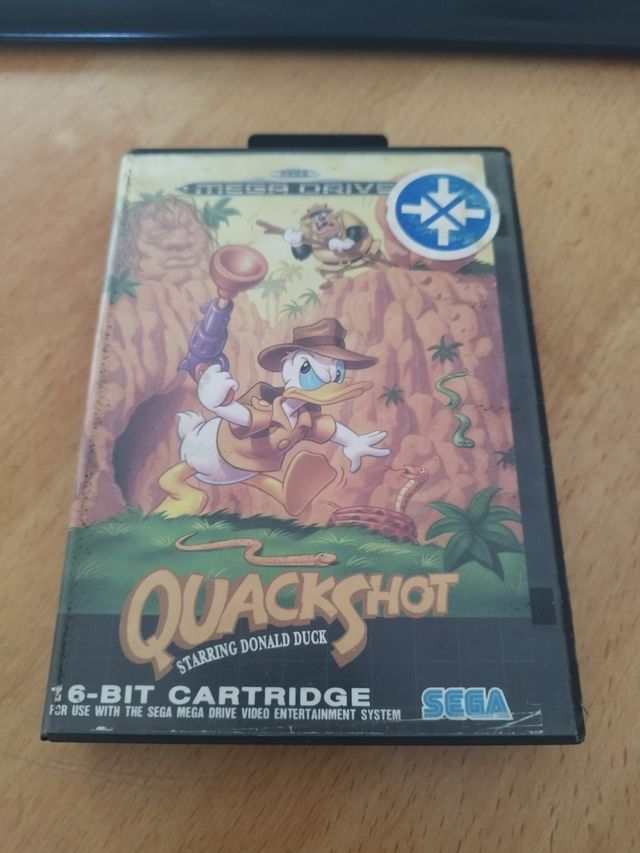 SEGA
MEGA DRIVE
QUACKSHOT
STARRING DONALD DUCK
16-BIT CARTRIDGE
FOR USE WITH THE SEGA MEGA DRIVE VIDEO ENTERTAINMENT SYSTEM
SEGA